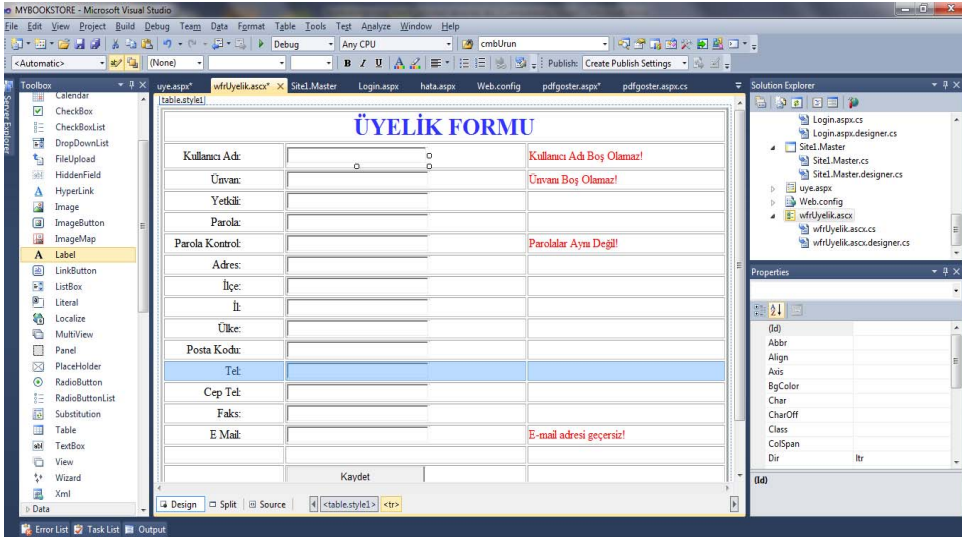 MYBOOKSTORE - Microsoft Visual Studio
File Edit View Project Build Debug Team Data Format Table Tools Test Analyze Window Help
Debug Any CPU cmbUrun
<Automatic> (None) B I U A Publish: Create Publish Settings
Toolbox
uye.aspx* wfrUyelik.ascx* X Site1.Master Login.aspx hata.aspx Web.config pdfgoster.aspx* pdfgoster.aspx.cs
Solution Explorer
Server Explorer
Calendar
CheckBox
CheckBoxList
DropDownList
FileUpload
HiddenField
HyperLink
Image
ImageButton
ImageMap
Label
LinkButton
ListBox
Literal
Localize
MultiView
Panel
PlaceHolder
RadioButton
RadioButtonList
Substitution
Table
TextBox
View
Wizard
Xml
Data
table.style1
ÜYELİK FORMU
Kullanıcı Adı: Kullanıcı Adı Boş Olamaz!
Ünvan: Ünvanı Boş Olamaz!
Yetkili:
Parola:
Parola Kontrol: Parolalar Aynı Değil!
Adres:
İlçe:
İl:
Ülke:
Posta Kodu:
Tel:
Cep Tel:
Faks:
E Mail: E-mail adresi geçersiz!
Kaydet
Design Split Source <table.style1> <tr>
Login.aspx.cs
Login.aspx.designer.cs
Site1.Master
Site1.Master.cs
Site1.Master.designer.cs
uye.aspx
Web.config
wfrUyelik.ascx
wfrUyelik.ascx.cs
wfrUyelik.ascx.designer.cs
Properties
(Id)
Abbr
Align
Axis
BgColor
Char
CharOff
Class
ColSpan
Dir ltr
(Id)
Error List Task List Output